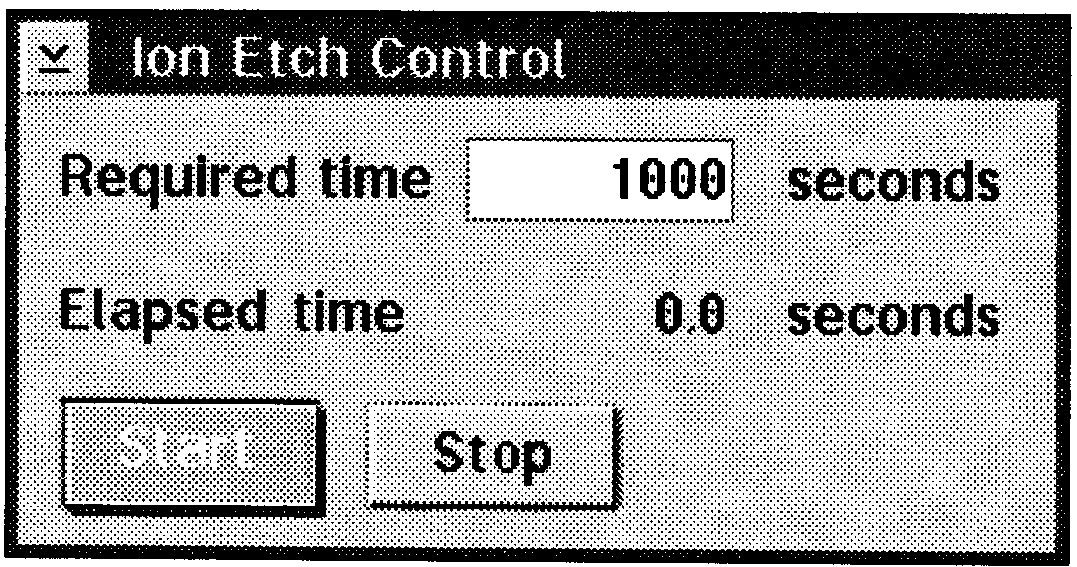 Ion Etch Control
Required time 1000 seconds
Elapsed time 0.0 seconds
Start Stop